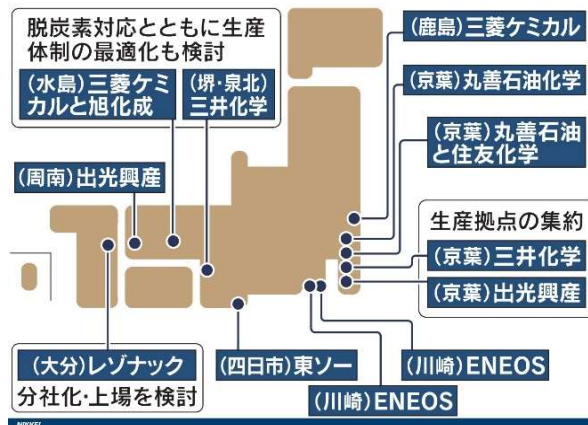 脱炭素対応とともに生産
体制の最適化も検討
(水島)三菱ケミ
カルと旭化成
(堺・泉北)
三井化学
(周南)出光興産
(鹿島)三菱ケミカル
(京葉)丸善石油化学
(京葉)丸善石油
と住友化学
生産拠点の集約
(京葉)三井化学
(京葉)出光興産
(大分)レゾナック
分社化・上場を検討
(四日市)東ソー
(川崎)ENEOS
(川崎)ENEOS
NIKKEI